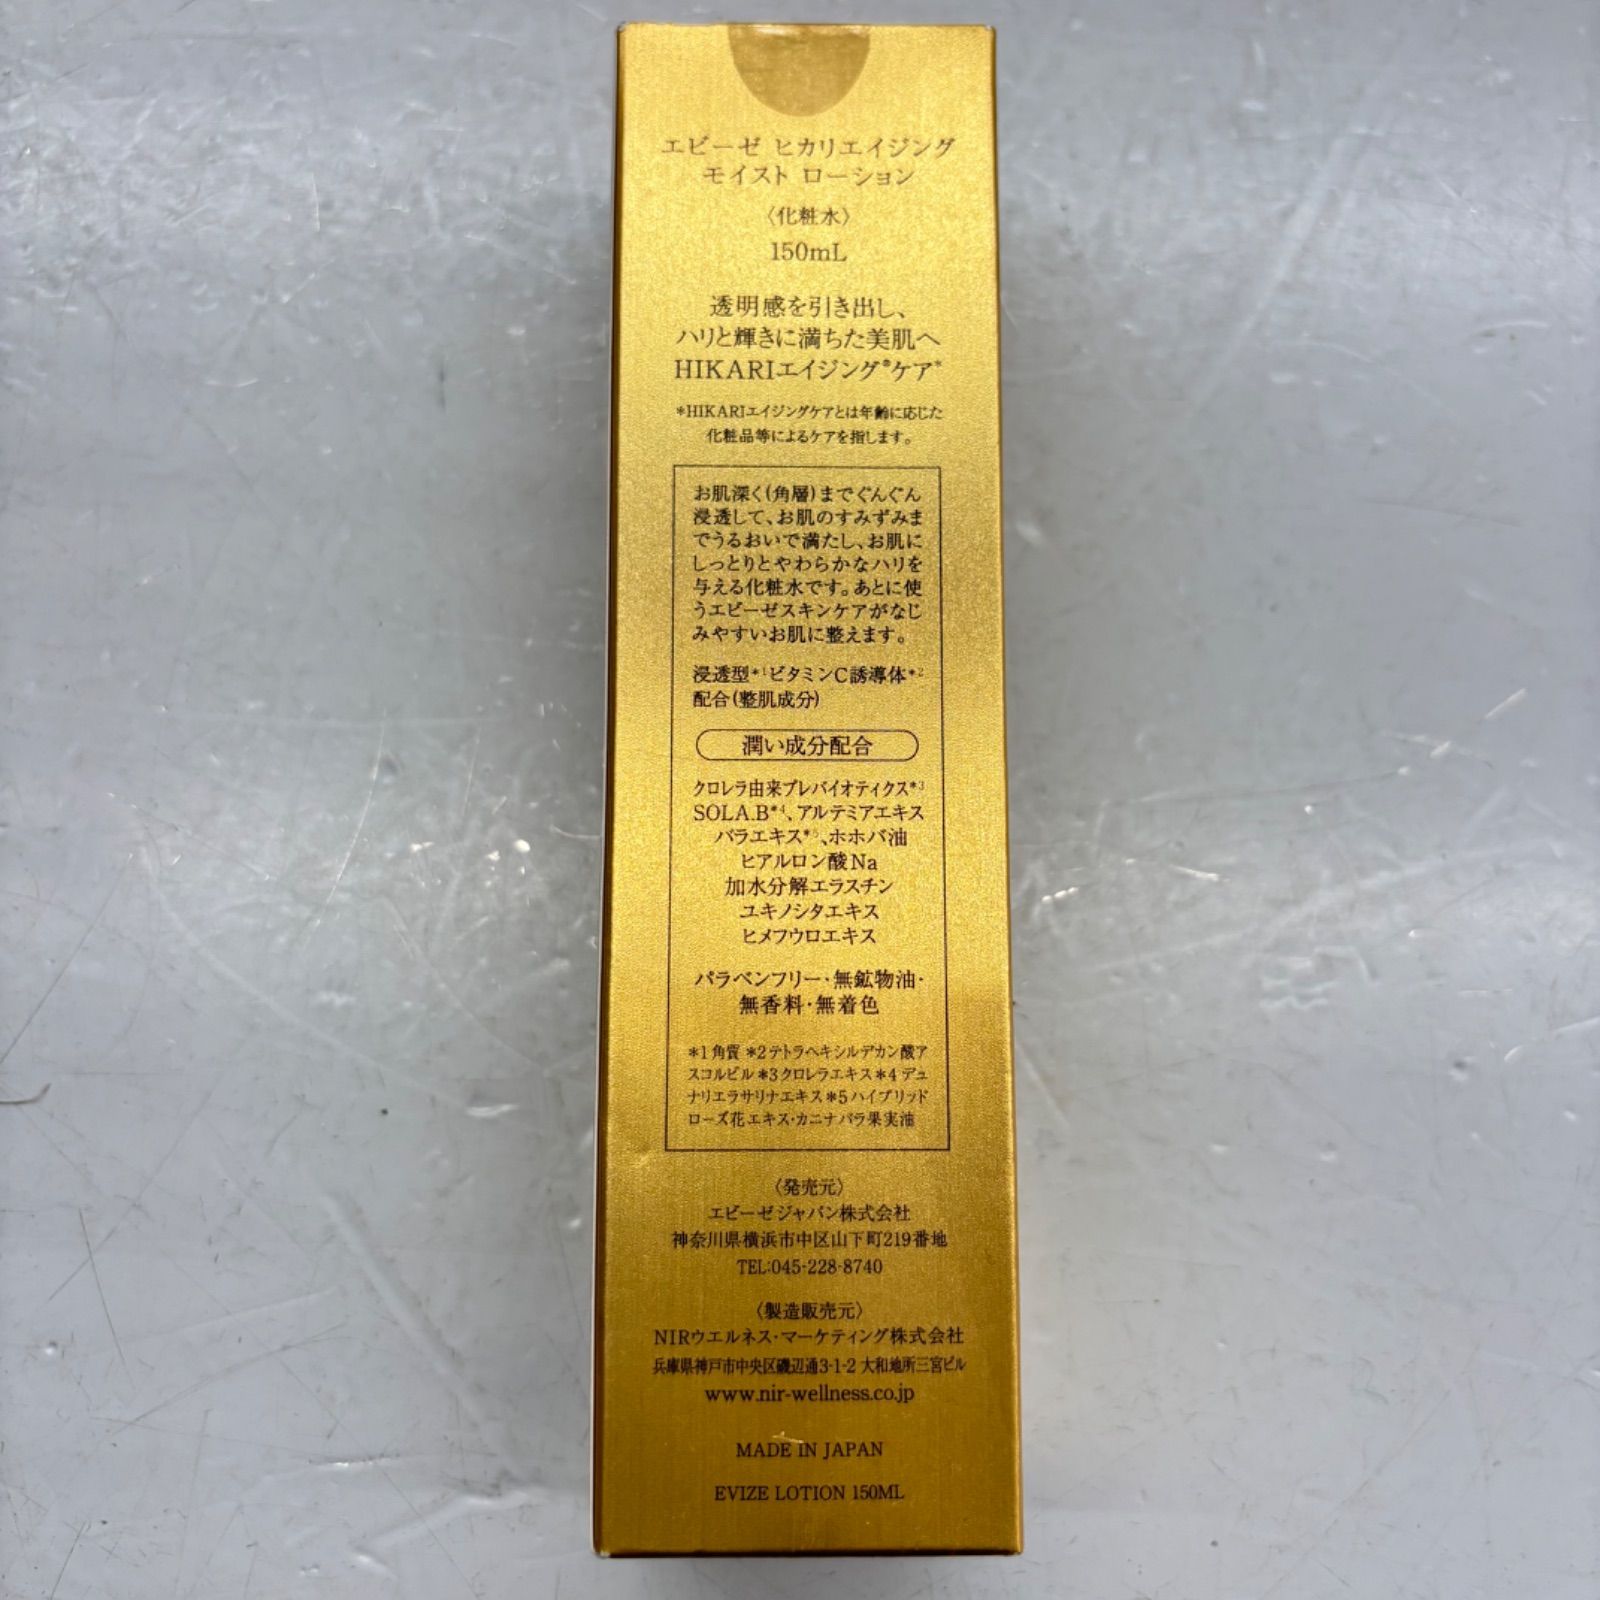 エビーゼ ヒカリエイジング
モイスト ローション
〈化粧水〉
150mL
透明感を引き出し、
ハリと輝きに満ちた美肌へ
HIKARIエイジング®ケア*
*HIKARIエイジングケアとは年齢に応じた
化粧品等によるケアを指します。
お肌深く(角層)までぐんぐん
浸透して、お肌のすみずみま
でうるおいで満たし、お肌に
しっとりとやわらかなハリを
与える化粧水です。あとに使
うエビーゼスキンケアがなじ
みやすいお肌に整えます。
浸透型*1ビタミンC誘導体*2
配合(整肌成分)
潤い成分配合
クロレラ由来プレバイオティクス*3
SOLA.B*4、アルテミアエキス
バラエキス*5、ホホバ油
ヒアルロン酸Na
加水分解エラスチン
ユキノシタエキス
ヒメフウロエキス
パラベンフリー・無鉱物油・
無香料・無着色
*1角質 *2テトラヘキシルデカン酸ア
スコルビル *3クロレラエキス*4 デュ
ナリエラサリナエキス*5ハイブリッド
ローズ花エキス・カニナバラ果実油
〈発売元〉
エビーゼジャパン株式会社
神奈川県横浜市中区山下町219番地
TEL:045-228-8740
〈製造販売元〉
NIRウエルネス・マーケティング株式会社
兵庫県神戸市中央区磯辺通3-1-2 大和地所三宮ビル
www.nir-wellness.co.jp
MADE IN JAPAN
EVIZE LOTION 150ML